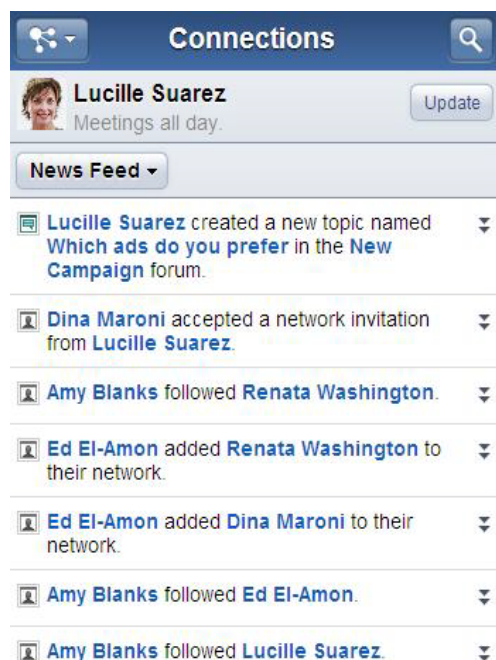 Connections
Lucille Suarez
Meetings all day.
Update
News Feed
Lucille Suarez created a new topic named
Which ads do you prefer in the New
Campaign forum.
Dina Maroni accepted a network invitation
from Lucille Suarez.
Amy Blanks followed Renata Washington.
Ed El-Amon added Renata Washington to
their network.
Ed El-Amon added Dina Maroni to their
network.
Amy Blanks followed Ed El-Amon.
Amy Blanks followed Lucille Suarez.